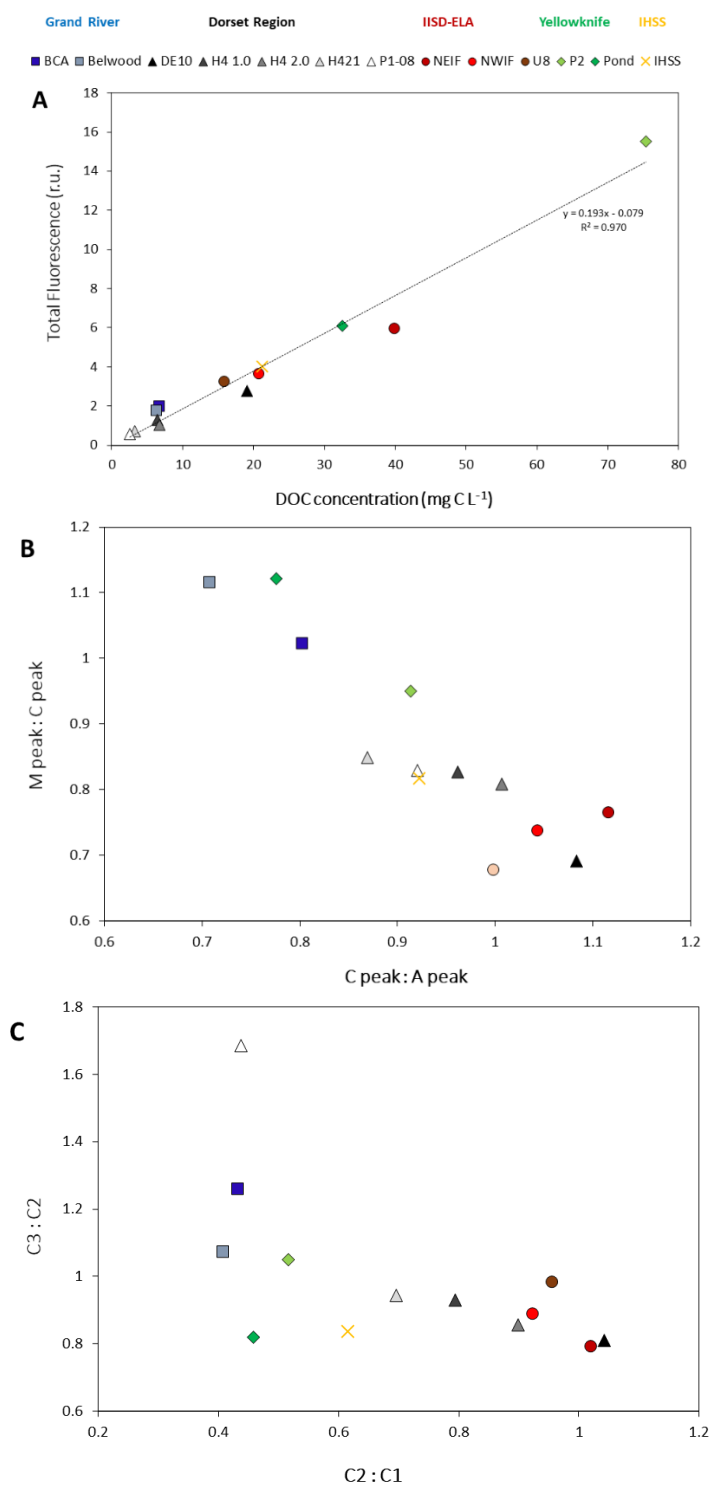 Grand River Dorset Region IISD-ELA Yellowknife IHSS
BCA Belwood DE10 H4 1.0 H4 2.0 H421 P1-08 NEIF NWIF U8 P2 Pond IHSS
A
18
16
14
12
10
8
6
4
2
0
Total Fluorescence (r.u.)
y = 0.193x - 0.079
R² = 0.970
0 10 20 30 40 50 60 70 80
DOC concentration (mg C L⁻¹)
B
1.2
1.1
1
0.9
0.8
0.7
0.6
M peak : C peak
0.6 0.7 0.8 0.9 1 1.1 1.2
C peak : A peak
C
1.8
1.6
1.4
1.2
1
0.8
0.6
C3 : C2
0.2 0.4 0.6 0.8 1 1.2
C2 : C1